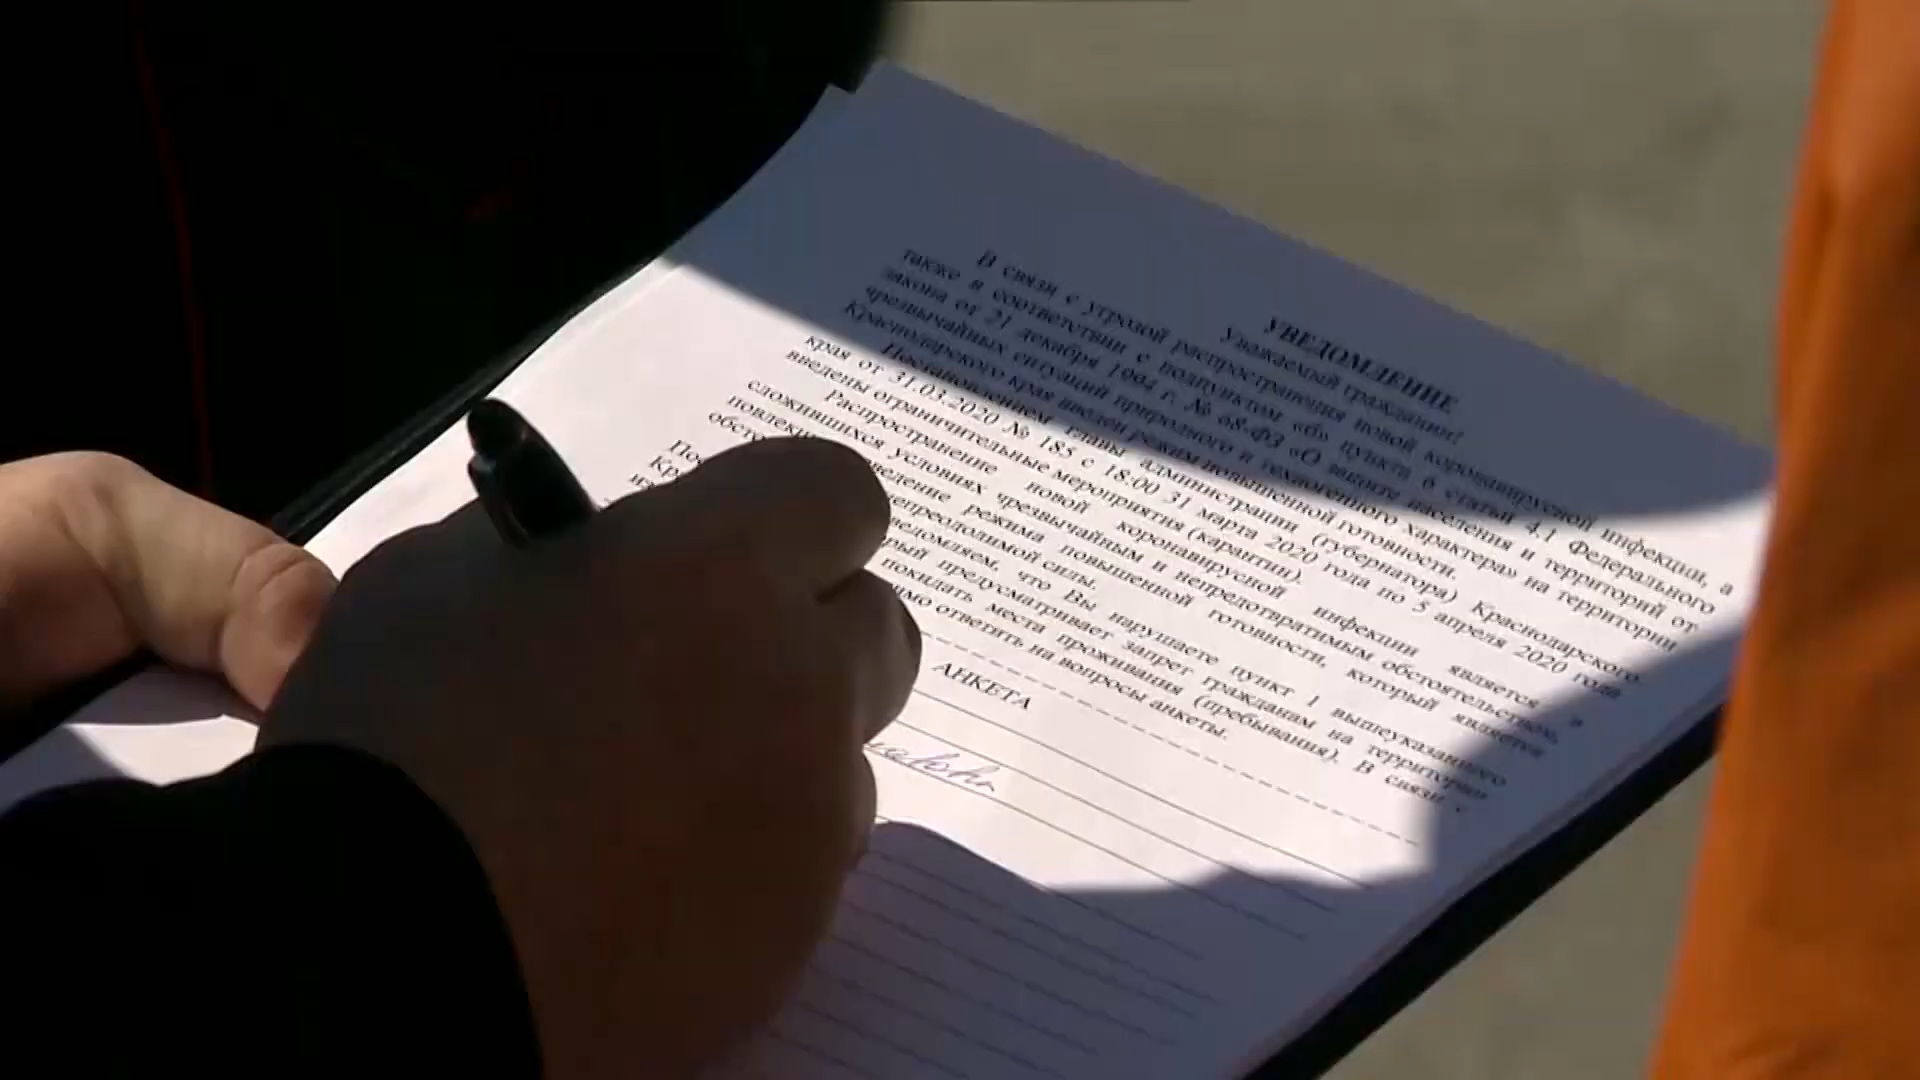 УВЕДОМЛЕНИЕ
Уважаемый гражданин!
В связи с угрозой распространения новой коронавирусной инфекции, а
также в соответствии с подпунктом «б» пункта 6 статьи 4.1 Федерального
закона от 21 декабря 1994 г. № 68-ФЗ «О защите населения и территорий от
чрезвычайных ситуаций природного и техногенного характера» на территории
Краснодарского края введен режим повышенной готовности.
Постановлением главы администрации (губернатора) Краснодарского
края от 31.03.2020 № 185 с 18:00 31 марта 2020 года по 5 апреля 2020 года
введены ограничительные мероприятия (карантин).
Распространение новой коронавирусной инфекции является в
сложившихся условиях чрезвычайным и непредотвратимым обстоятельством,
повлекшим введение режима повышенной готовности, который является
непреодолимой силы.
что Вы нарушаете пункт 1 вышеуказанного
предусматривает запрет гражданам на территории
покидать места проживания (пребывания). В связи с
ответить на вопросы анкеты.
АНКЕТА